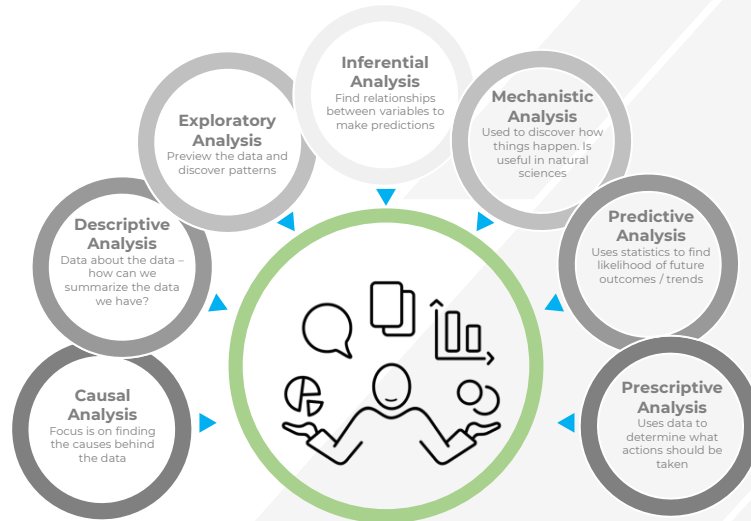 Inferential
Analysis
Find relationships
between variables to
make predictions
Exploratory
Analysis
Preview the data and
discover patterns
Mechanistic
Analysis
Used to discover how
things happen. Is
useful in natural
sciences
Descriptive
Analysis
Data about the data –
how can we
summarize the data
we have?
Predictive
Analysis
Uses statistics to find
likelihood of future
outcomes / trends
Causal
Analysis
Focus is on finding
the causes behind
the data
Prescriptive
Analysis
Uses data to
determine what
actions should be
taken